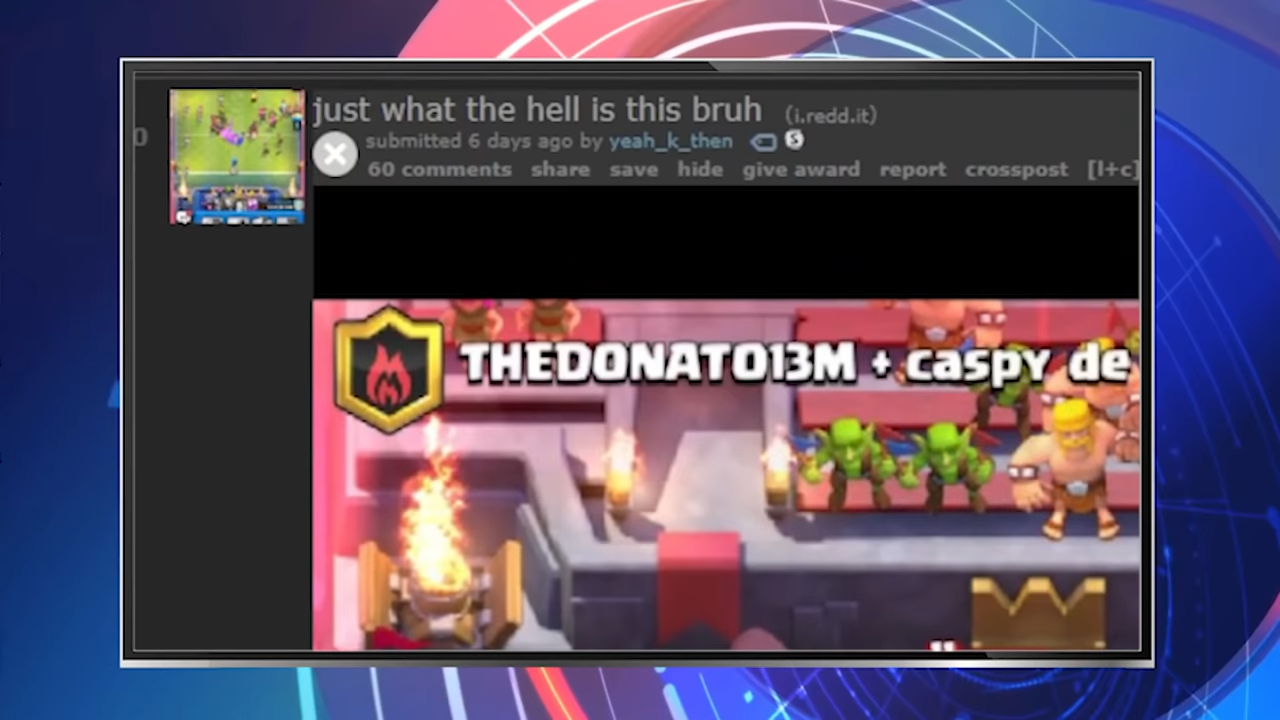 just what the hell is this bruh (i.redd.it)
0
submitted 6 days ago by yeah_k_then
60 comments share save hide give award report crosspost [l+c]
THEDONATO13M + caspy de